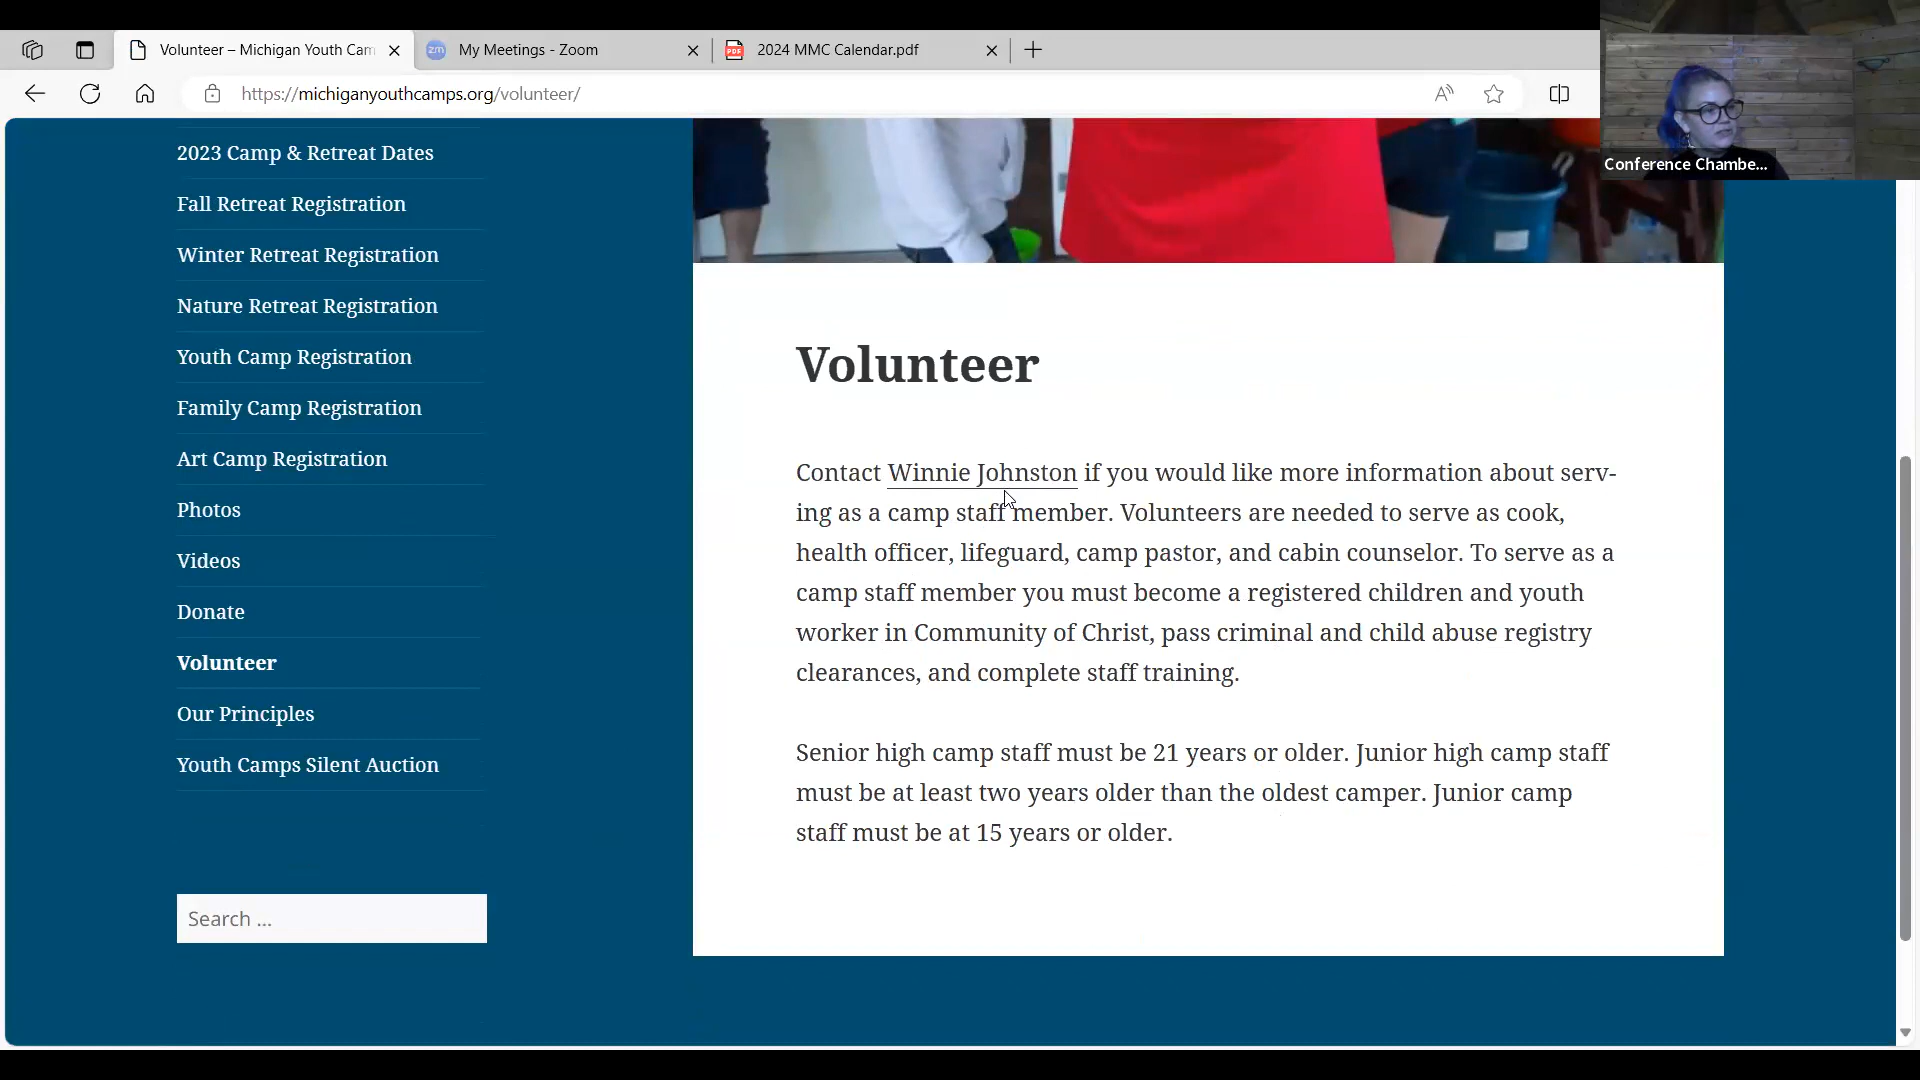 Volunteer – Michigan Youth Cam
zm
My Meetings - Zoom
PDF
2024 MMC Calendar.pdf
https://michiganyouthcamps.org/volunteer/
Conference Chambe...
2023 Camp & Retreat Dates
Fall Retreat Registration
Winter Retreat Registration
Nature Retreat Registration
Youth Camp Registration
Family Camp Registration
Art Camp Registration
Photos
Videos
Donate
Volunteer
Our Principles
Youth Camps Silent Auction
Search ...
Volunteer
Contact Winnie Johnston if you would like more information about serv-
ing as a camp staff member. Volunteers are needed to serve as cook,
health officer, lifeguard, camp pastor, and cabin counselor. To serve as a
camp staff member you must become a registered children and youth
worker in Community of Christ, pass criminal and child abuse registry
clearances, and complete staff training.
Senior high camp staff must be 21 years or older. Junior high camp staff
must be at least two years older than the oldest camper. Junior camp
staff must be at 15 years or older.